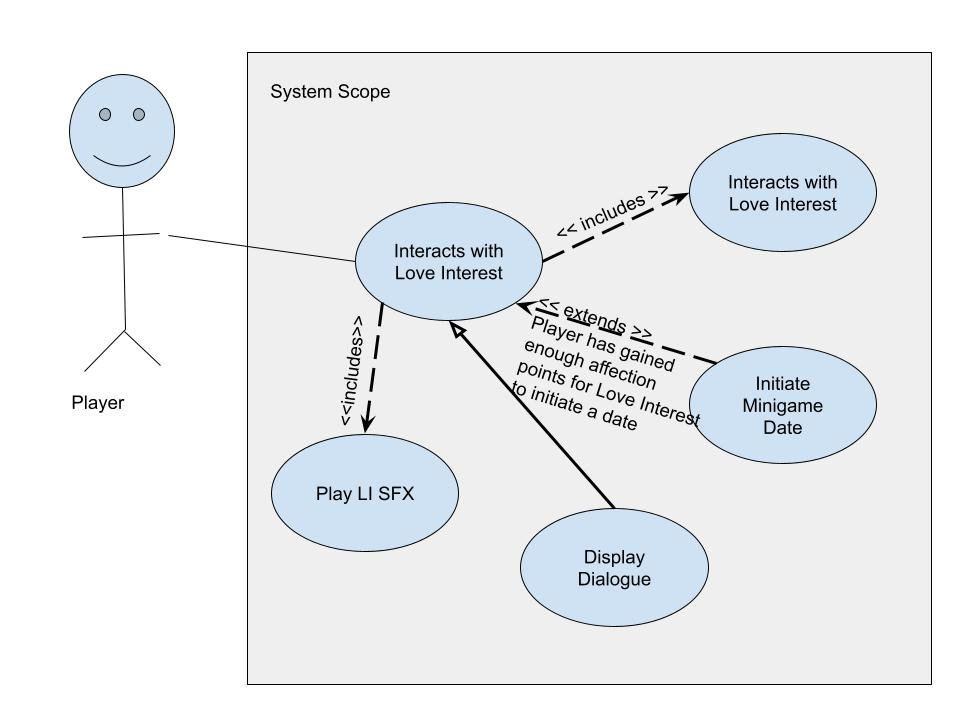 System Scope
Interacts with
Love Interest
<< includes >>
Interacts with
Love Interest
<< extends >>
Player has gained
enough affection
points for Love Interest
to initiate a date
Initiate
Minigame
Date
<<includes>>
Player
Play LI SFX
Display
Dialogue